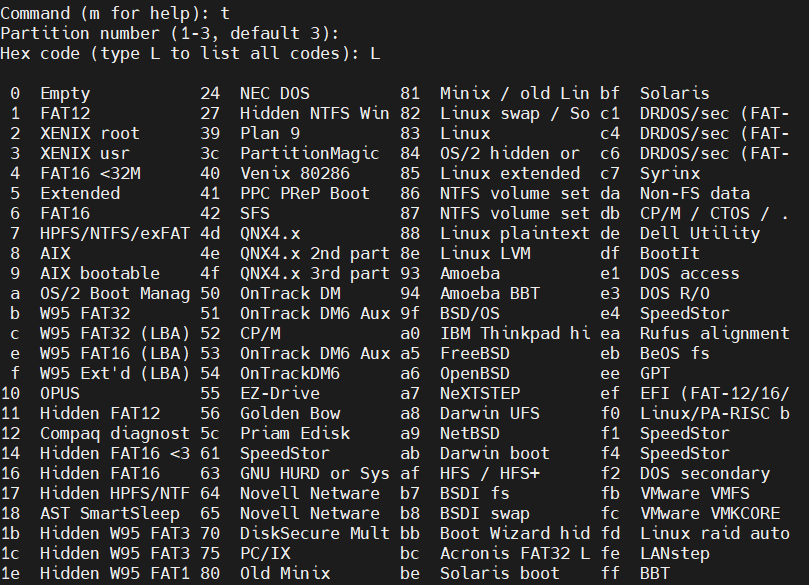 Command (m for help): t
Partition number (1-3, default 3):
Hex code (type L to list all codes): L
 0  Empty           24  NEC DOS         81  Minix / old Lin bf  Solaris
 1  FAT12           27  Hidden NTFS Win 82  Linux swap / So c1  DRDOS/sec (FAT-
 2  XENIX root      39  Plan 9          83  Linux           c4  DRDOS/sec (FAT-
 3  XENIX usr       3c  PartitionMagic  84  OS/2 hidden or  c6  DRDOS/sec (FAT-
 4  FAT16 <32M      40  Venix 80286     85  Linux extended  c7  Syrinx
 5  Extended        41  PPC PReP Boot   86  NTFS volume set da  Non-FS data
 6  FAT16           42  SFS             87  NTFS volume set db  CP/M / CTOS / .
 7  HPFS/NTFS/exFAT 4d  QNX4.x          88  Linux plaintext de  Dell Utility
 8  AIX             4e  QNX4.x 2nd part 8e  Linux LVM       df  BootIt
 9  AIX bootable    4f  QNX4.x 3rd part 93  Amoeba          e1  DOS access
 a  OS/2 Boot Manag 50  OnTrack DM      94  Amoeba BBT      e3  DOS R/O
 b  W95 FAT32       51  OnTrack DM6 Aux 9f  BSD/OS          e4  SpeedStor
 c  W95 FAT32 (LBA) 52  CP/M            a0  IBM Thinkpad hi ea  Rufus alignment
 e  W95 FAT16 (LBA) 53  OnTrack DM6 Aux a5  FreeBSD         eb  BeOS fs
 f  W95 Ext'd (LBA) 54  OnTrackDM6      a6  OpenBSD         ee  GPT
10  OPUS            55  EZ-Drive        a7  NeXTSTEP        ef  EFI (FAT-12/16/
11  Hidden FAT12    56  Golden Bow      a8  Darwin UFS      f0  Linux/PA-RISC b
12  Compaq diagnost 5c  Priam Edisk     a9  NetBSD          f1  SpeedStor
14  Hidden FAT16 <3 61  SpeedStor       ab  Darwin boot     f4  SpeedStor
16  Hidden FAT16    63  GNU HURD or Sys af  HFS / HFS+      f2  DOS secondary
17  Hidden HPFS/NTF 64  Novell Netware  b7  BSDI fs         fb  VMware VMFS
18  AST SmartSleep  65  Novell Netware  b8  BSDI swap       fc  VMware VMKCORE
1b  Hidden W95 FAT3 70  DiskSecure Mult bb  Boot Wizard hid fd  Linux raid auto
1c  Hidden W95 FAT3 75  PC/IX           bc  Acronis FAT32 L fe  LANstep
1e  Hidden W95 FAT1 80  Old Minix       be  Solaris boot    ff  BBT